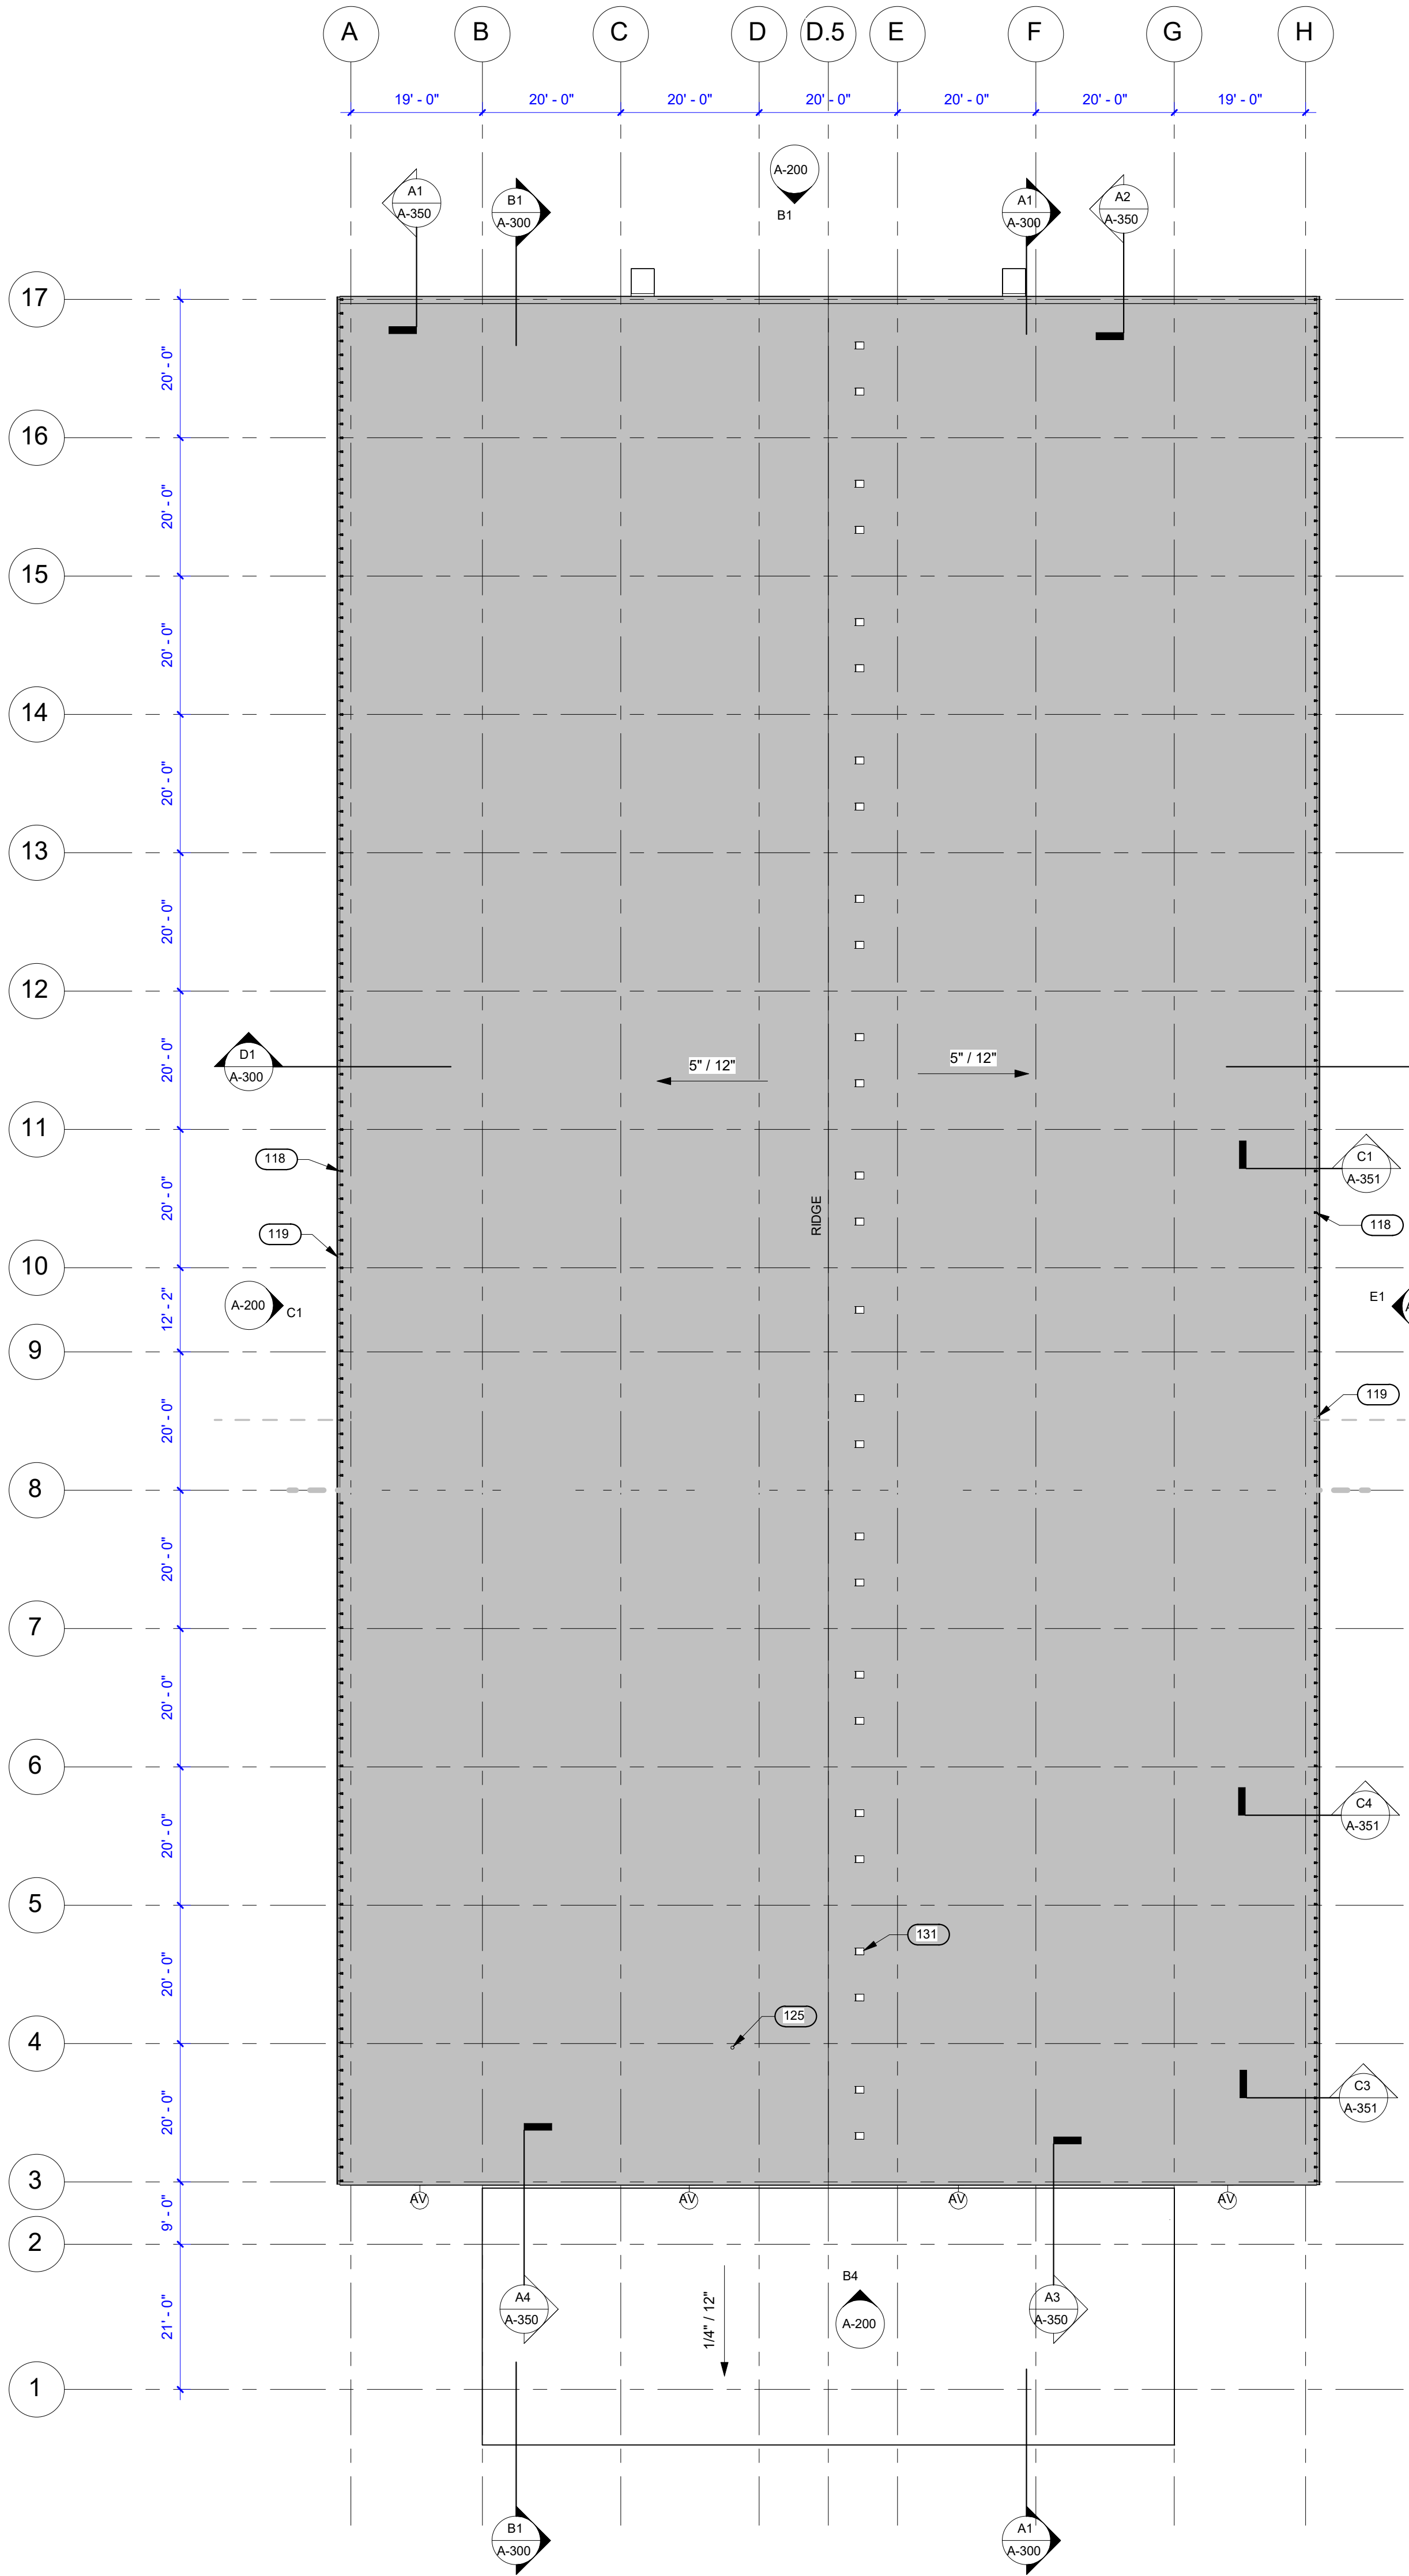 A
B
C
D
D.5
E
F
G
H
19' - 0"
20' - 0"
20' - 0"
20' - 0"
20' - 0"
20' - 0"
19' - 0"
A-200
B1
A1
A-350
B1
A-300
A1
A-300
A2
A-350
17
20' - 0"
16
20' - 0"
15
20' - 0"
14
20' - 0"
13
20' - 0"
12
20' - 0"
D1
A-300
5" / 12"
5" / 12"
11
118
C1
A-351
20' - 0"
RIDGE
118
119
10
A-200
C1
12' - 2"
E1
9
119
20' - 0"
8
20' - 0"
7
20' - 0"
6
C4
A-351
20' - 0"
5
131
20' - 0"
125
4
C3
A-351
20' - 0"
3
AV
AV
AV
AV
9' - 0"
2
B4
A-200
A4
A-350
A3
A-350
1/4" / 12"
21' - 0"
1
B1
A-300
A1
A-300